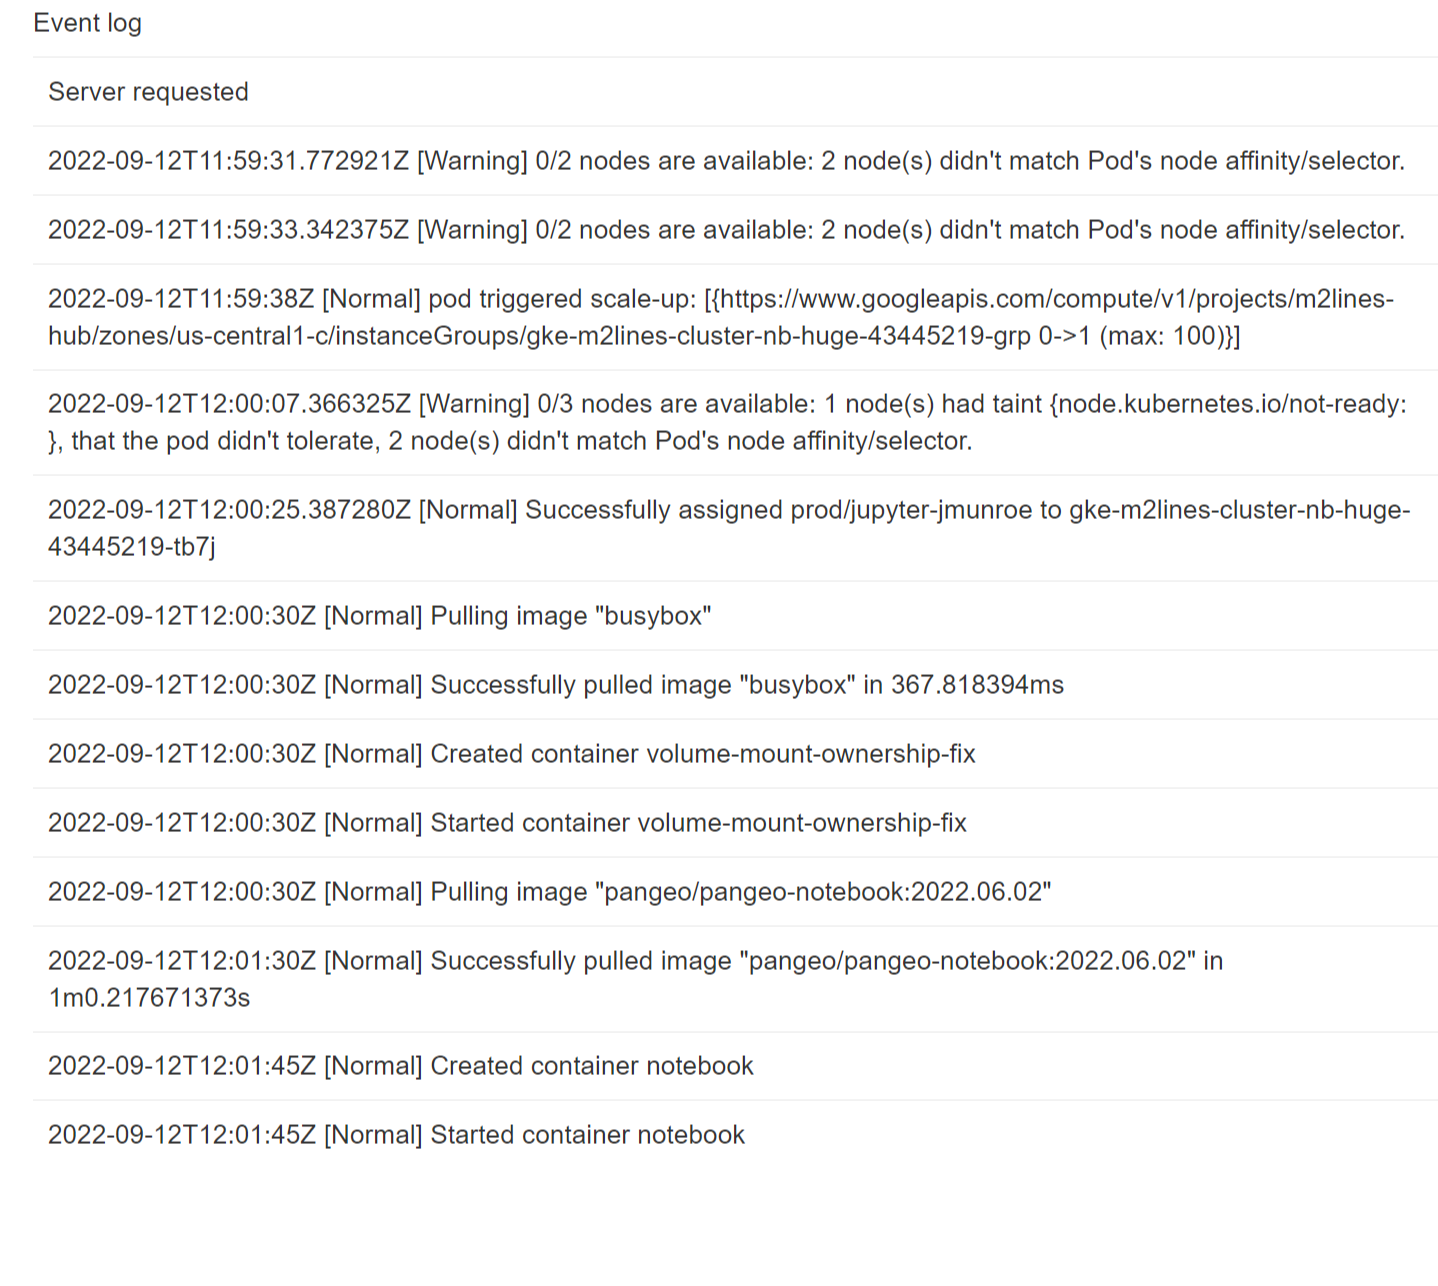 Event log
Server requested
2022-09-12T11:59:31.772921Z [Warning] 0/2 nodes are available: 2 node(s) didn't match Pod's node affinity/selector.
2022-09-12T11:59:33.342375Z [Warning] 0/2 nodes are available: 2 node(s) didn't match Pod's node affinity/selector.
2022-09-12T11:59:38Z [Normal] pod triggered scale-up: [{https://www.googleapis.com/compute/v1/projects/m2lines-
hub/zones/us-central1-c/instanceGroups/gke-m2lines-cluster-nb-huge-43445219-grp 0->1 (max: 100)}]
2022-09-12T12:00:07.366325Z [Warning] 0/3 nodes are available: 1 node(s) had taint {node.kubernetes.io/not-ready:
}, that the pod didn't tolerate, 2 node(s) didn't match Pod's node affinity/selector.
2022-09-12T12:00:25.387280Z [Normal] Successfully assigned prod/jupyter-jmunroe to gke-m2lines-cluster-nb-huge-
43445219-tb7j
2022-09-12T12:00:30Z [Normal] Pulling image "busybox"
2022-09-12T12:00:30Z [Normal] Successfully pulled image "busybox" in 367.818394ms
2022-09-12T12:00:30Z [Normal] Created container volume-mount-ownership-fix
2022-09-12T12:00:30Z [Normal] Started container volume-mount-ownership-fix
2022-09-12T12:00:30Z [Normal] Pulling image "pangeo/pangeo-notebook:2022.06.02"
2022-09-12T12:01:30Z [Normal] Successfully pulled image "pangeo/pangeo-notebook:2022.06.02" in
1m0.217671373s
2022-09-12T12:01:45Z [Normal] Created container notebook
2022-09-12T12:01:45Z [Normal] Started container notebook